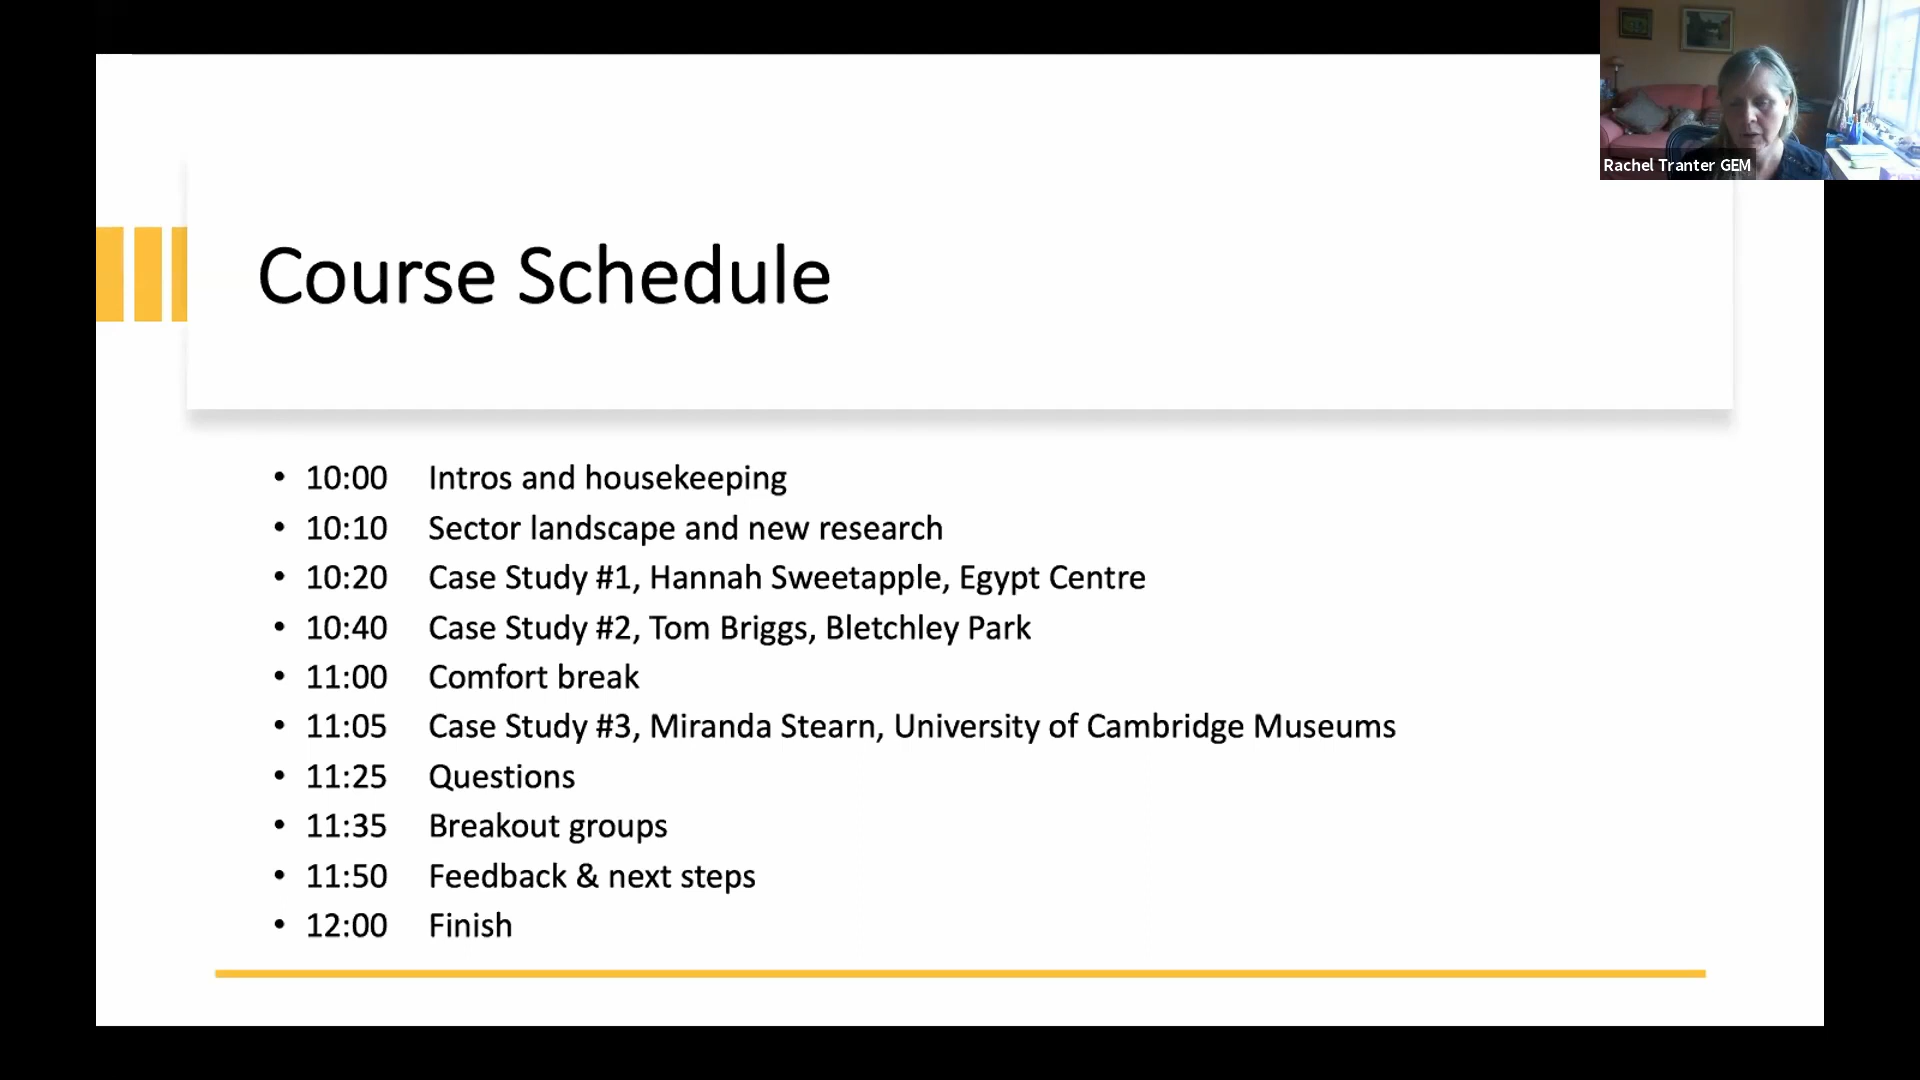 Rachel Tranter GEM
Course Schedule
• 10:00 Intros and housekeeping
• 10:10 Sector landscape and new research
• 10:20 Case Study #1, Hannah Sweetapple, Egypt Centre
• 10:40 Case Study #2, Tom Briggs, Bletchley Park
• 11:00 Comfort break
• 11:05 Case Study #3, Miranda Stearn, University of Cambridge Museums
• 11:25 Questions
• 11:35 Breakout groups
• 11:50 Feedback & next steps
• 12:00 Finish